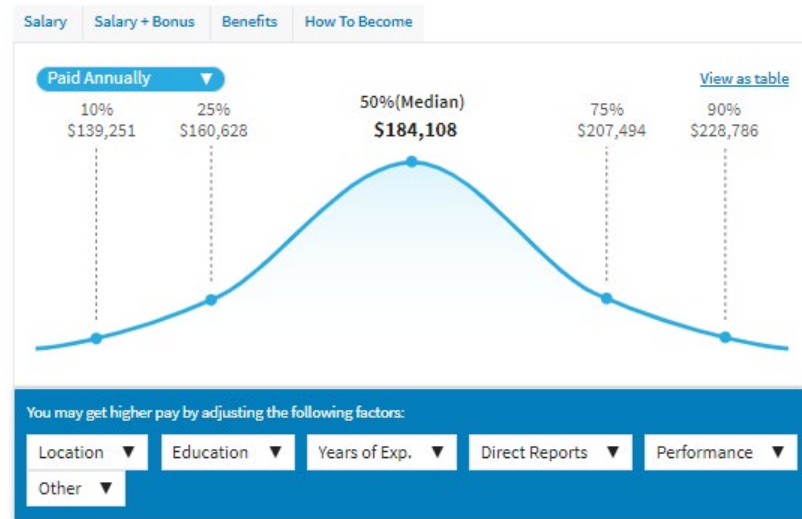 Salary Salary + Bonus Benefits How To Become
Paid Annually ▼ View as table
10% 25% 50%(Median) 75% 90%
$139,251 $160,628 $184,108 $207,494 $228,786
You may get higher pay by adjusting the following factors:
Location ▼ Education ▼ Years of Exp. ▼ Direct Reports ▼ Performance ▼
Other ▼